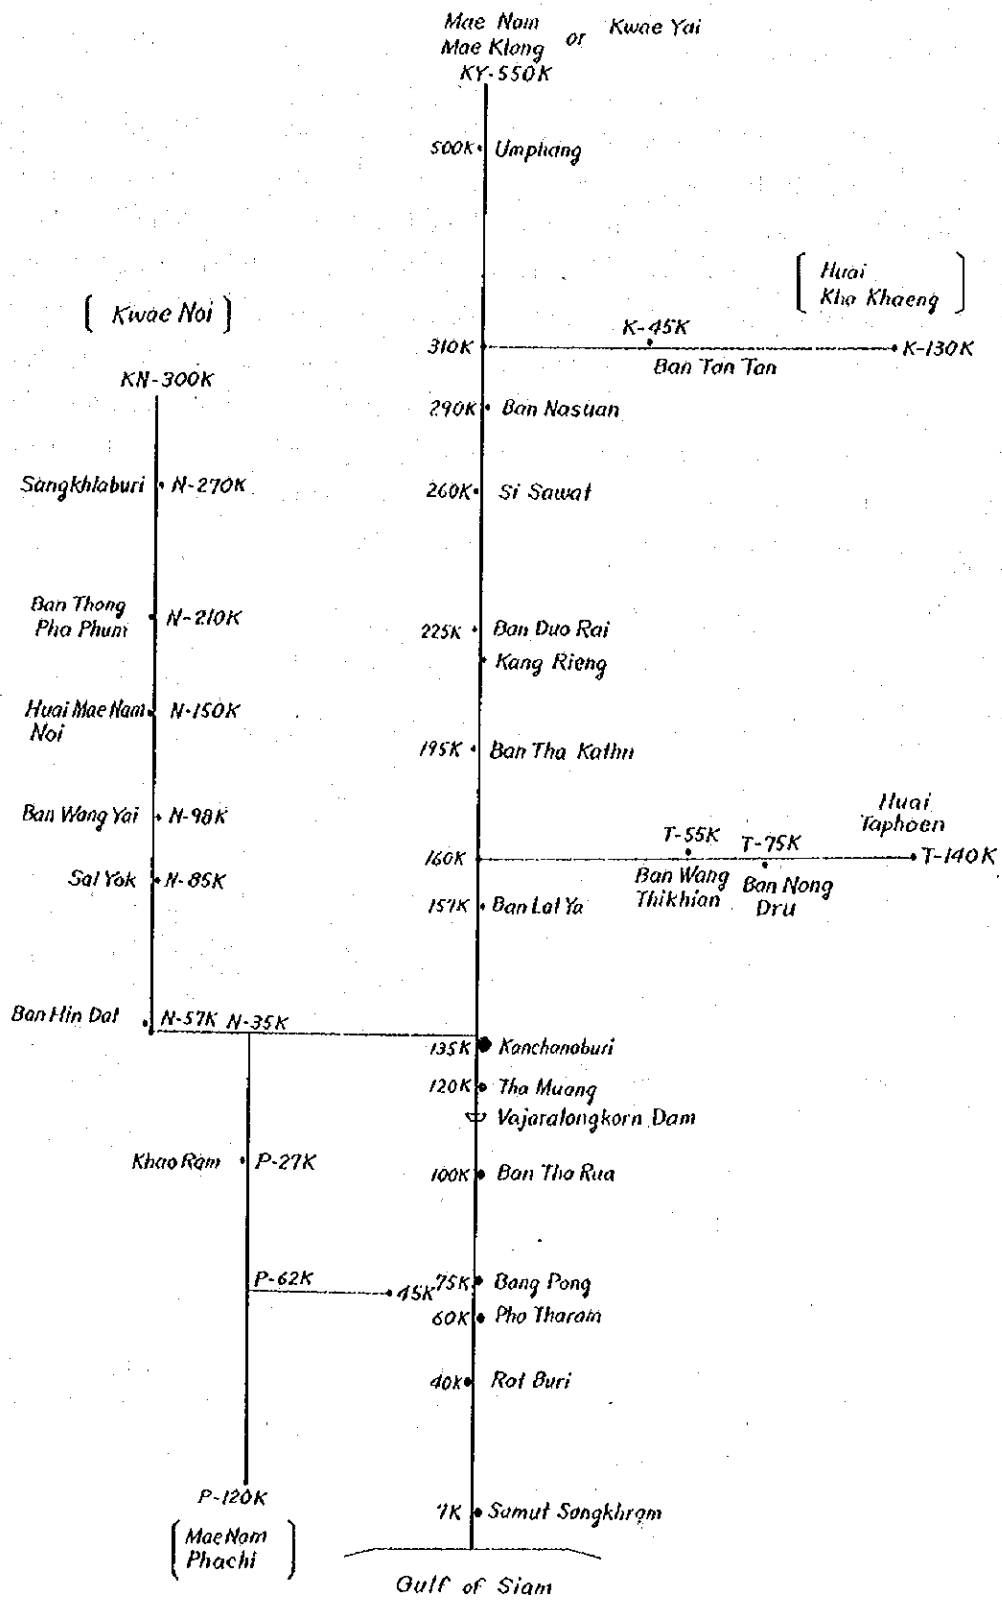 Mae Nam
Mae Klong or Kwae Yai
KY-550K
500K Umphang
[ Huai
Kha Khaeng ]
[ Kwae Noi ]
K-45K
310K K-130K
Ban Tan Tan
KN-300K
290K Ban Nasuan
Sangkhlaburi N-270K
260K Si Sawat
Ban Thong
Pha Phum N-210K
225K Ban Duo Rai
Kang Rieng
Huai Mae Nam N-150K
Noi
195K Ban Tha Kathu
Ban Wang Yai N-98K
Huai
Taphoen
T-55K T-75K
160K T-140K
Sal Yok N-85K
Ban Wang
Thikhian
Ban Nong
Dru
157K Ban Lat Ya
Ban Hin Dat N-57K N-35K
135K Kanchanaburi
120K Tha Muang
Vajaralongkorn Dam
Khao Ram P-27K
100K Ban Tha Rua
P-62K 45K
75K Bang Pong
60K Pho Tharam
40K Rat Buri
P-120K
[ Mae Nam
Phachi ]
7K Samut Songkhram
Gulf of Siam